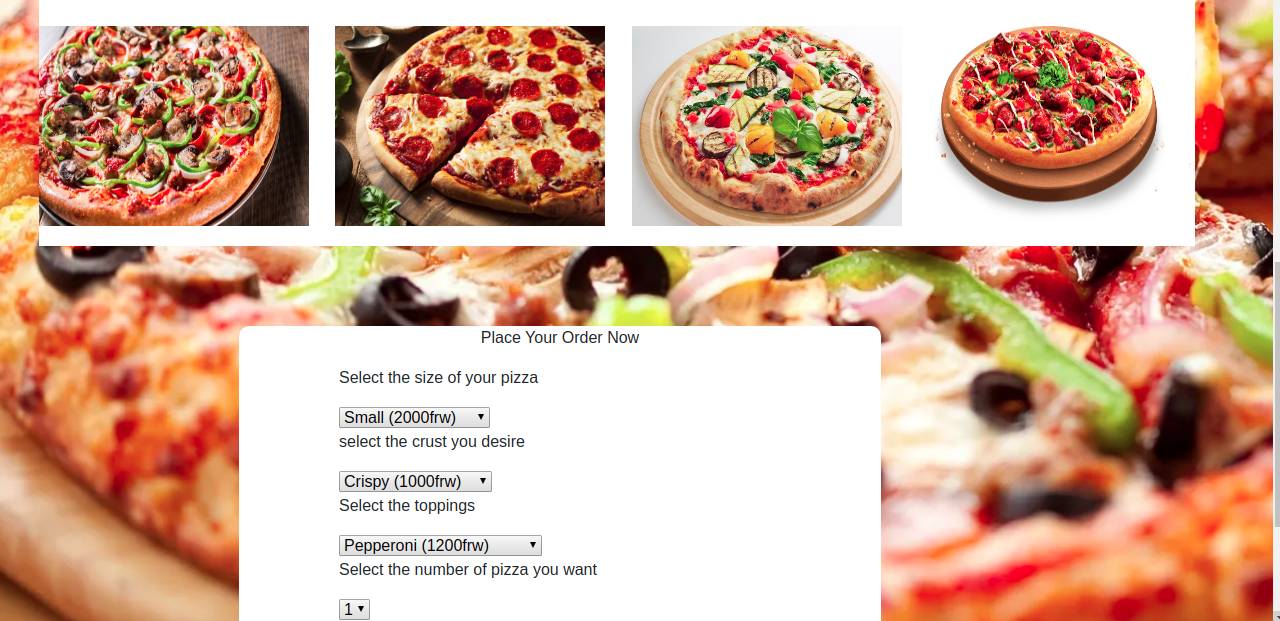 Place Your Order Now
Select the size of your pizza
Small (2000frw)
select the crust you desire
Crispy (1000frw)
Select the toppings
Pepperoni (1200frw)
Select the number of pizza you want
1